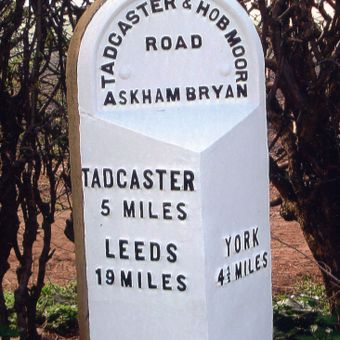 TADCASTER & HOB MOOR
ROAD
ASKHAM BRYAN
TADCASTER
5 MILES
LEEDS
19 MILES
YORK
4½ MILES